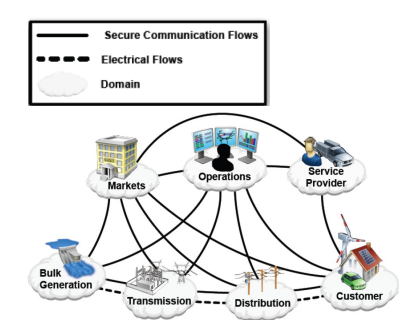 Secure Communication Flows
Electrical Flows
Domain
Markets
Operations
Service
Provider
Bulk
Generation
Transmission
Distribution
Customer